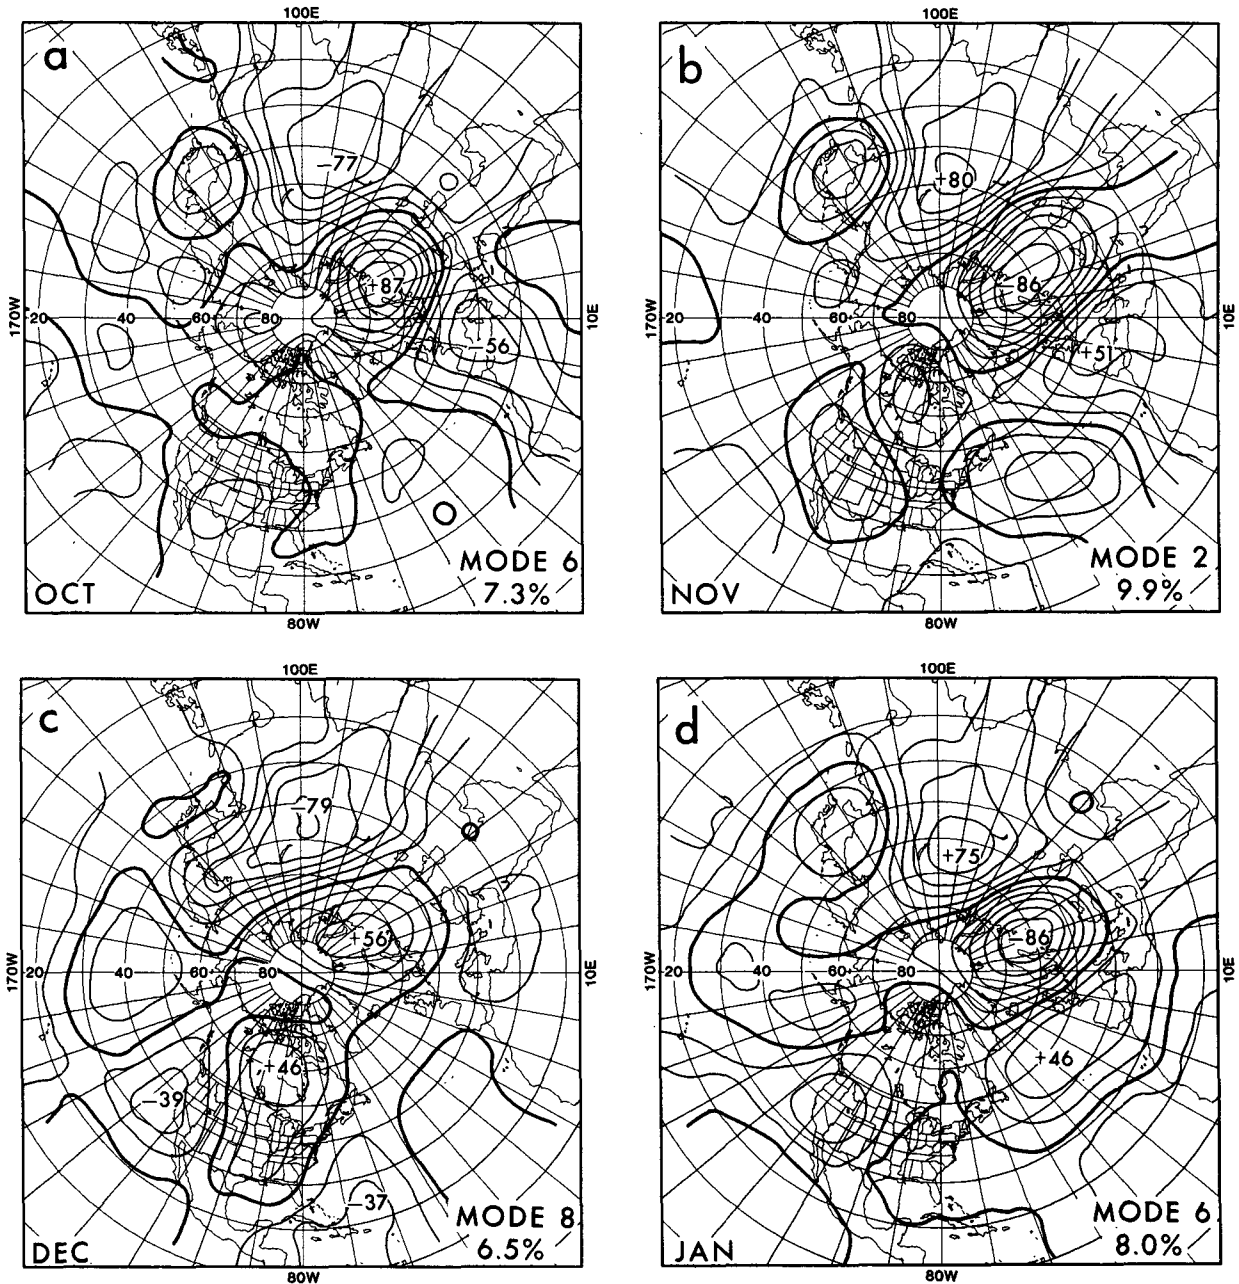 100E
a
-77
+87
170W
20
40
60
80
10E
-56
OCT
MODE 6
7.3%
80W
100E
b
+80
-86
170W
20
40
60
80
10E
+51
NOV
MODE 2
9.9%
80W
100E
c
-79
+56
170W
20
40
60
80
10E
+46
-39
-37
DEC
MODE 8
6.5%
80W
100E
d
+75
-86
170W
20
40
60
80
10E
+46
JAN
MODE 6
8.0%
80W